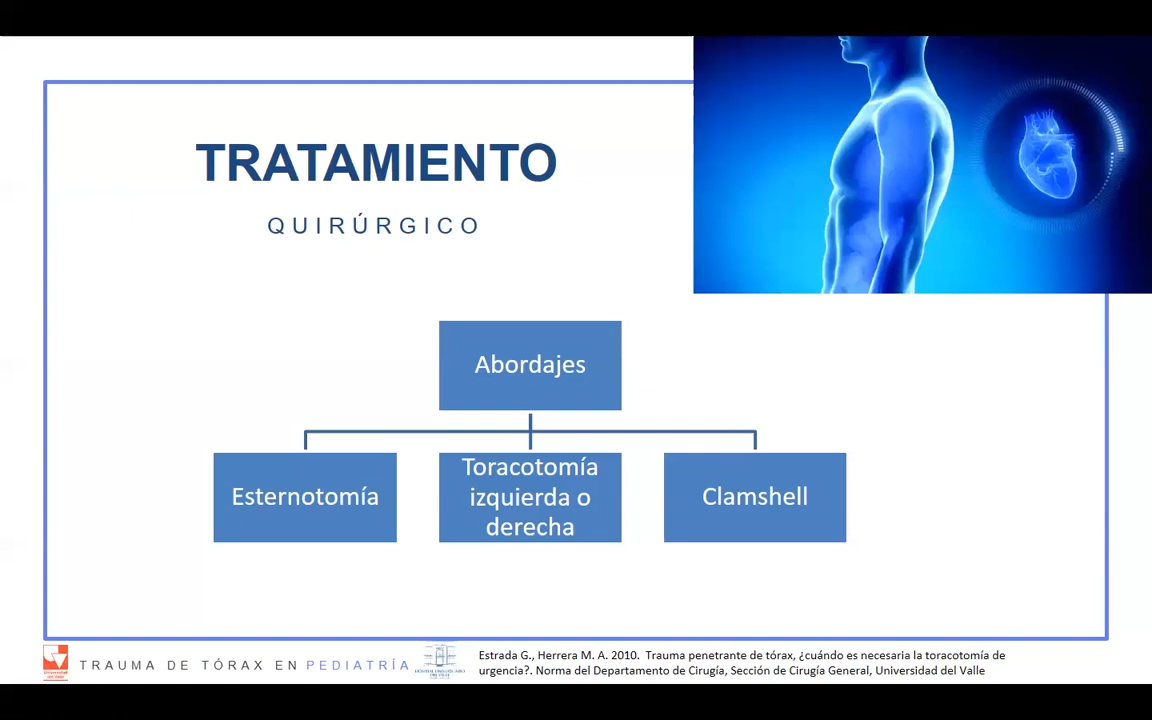 TRATAMIENTO
QUIRÚRGICO
Abordajes
Esternotomía
Toracotomía
izquierda o
derecha
Clamshell
TRAUMA DE TÓRAX EN PEDIATRÍA
Estrada G., Herrera M. A. 2010. Trauma penetrante de tórax, ¿cuándo es necesaria la toracotomía de
urgencia?. Norma del Departamento de Cirugía, Sección de Cirugía General, Universidad del Valle